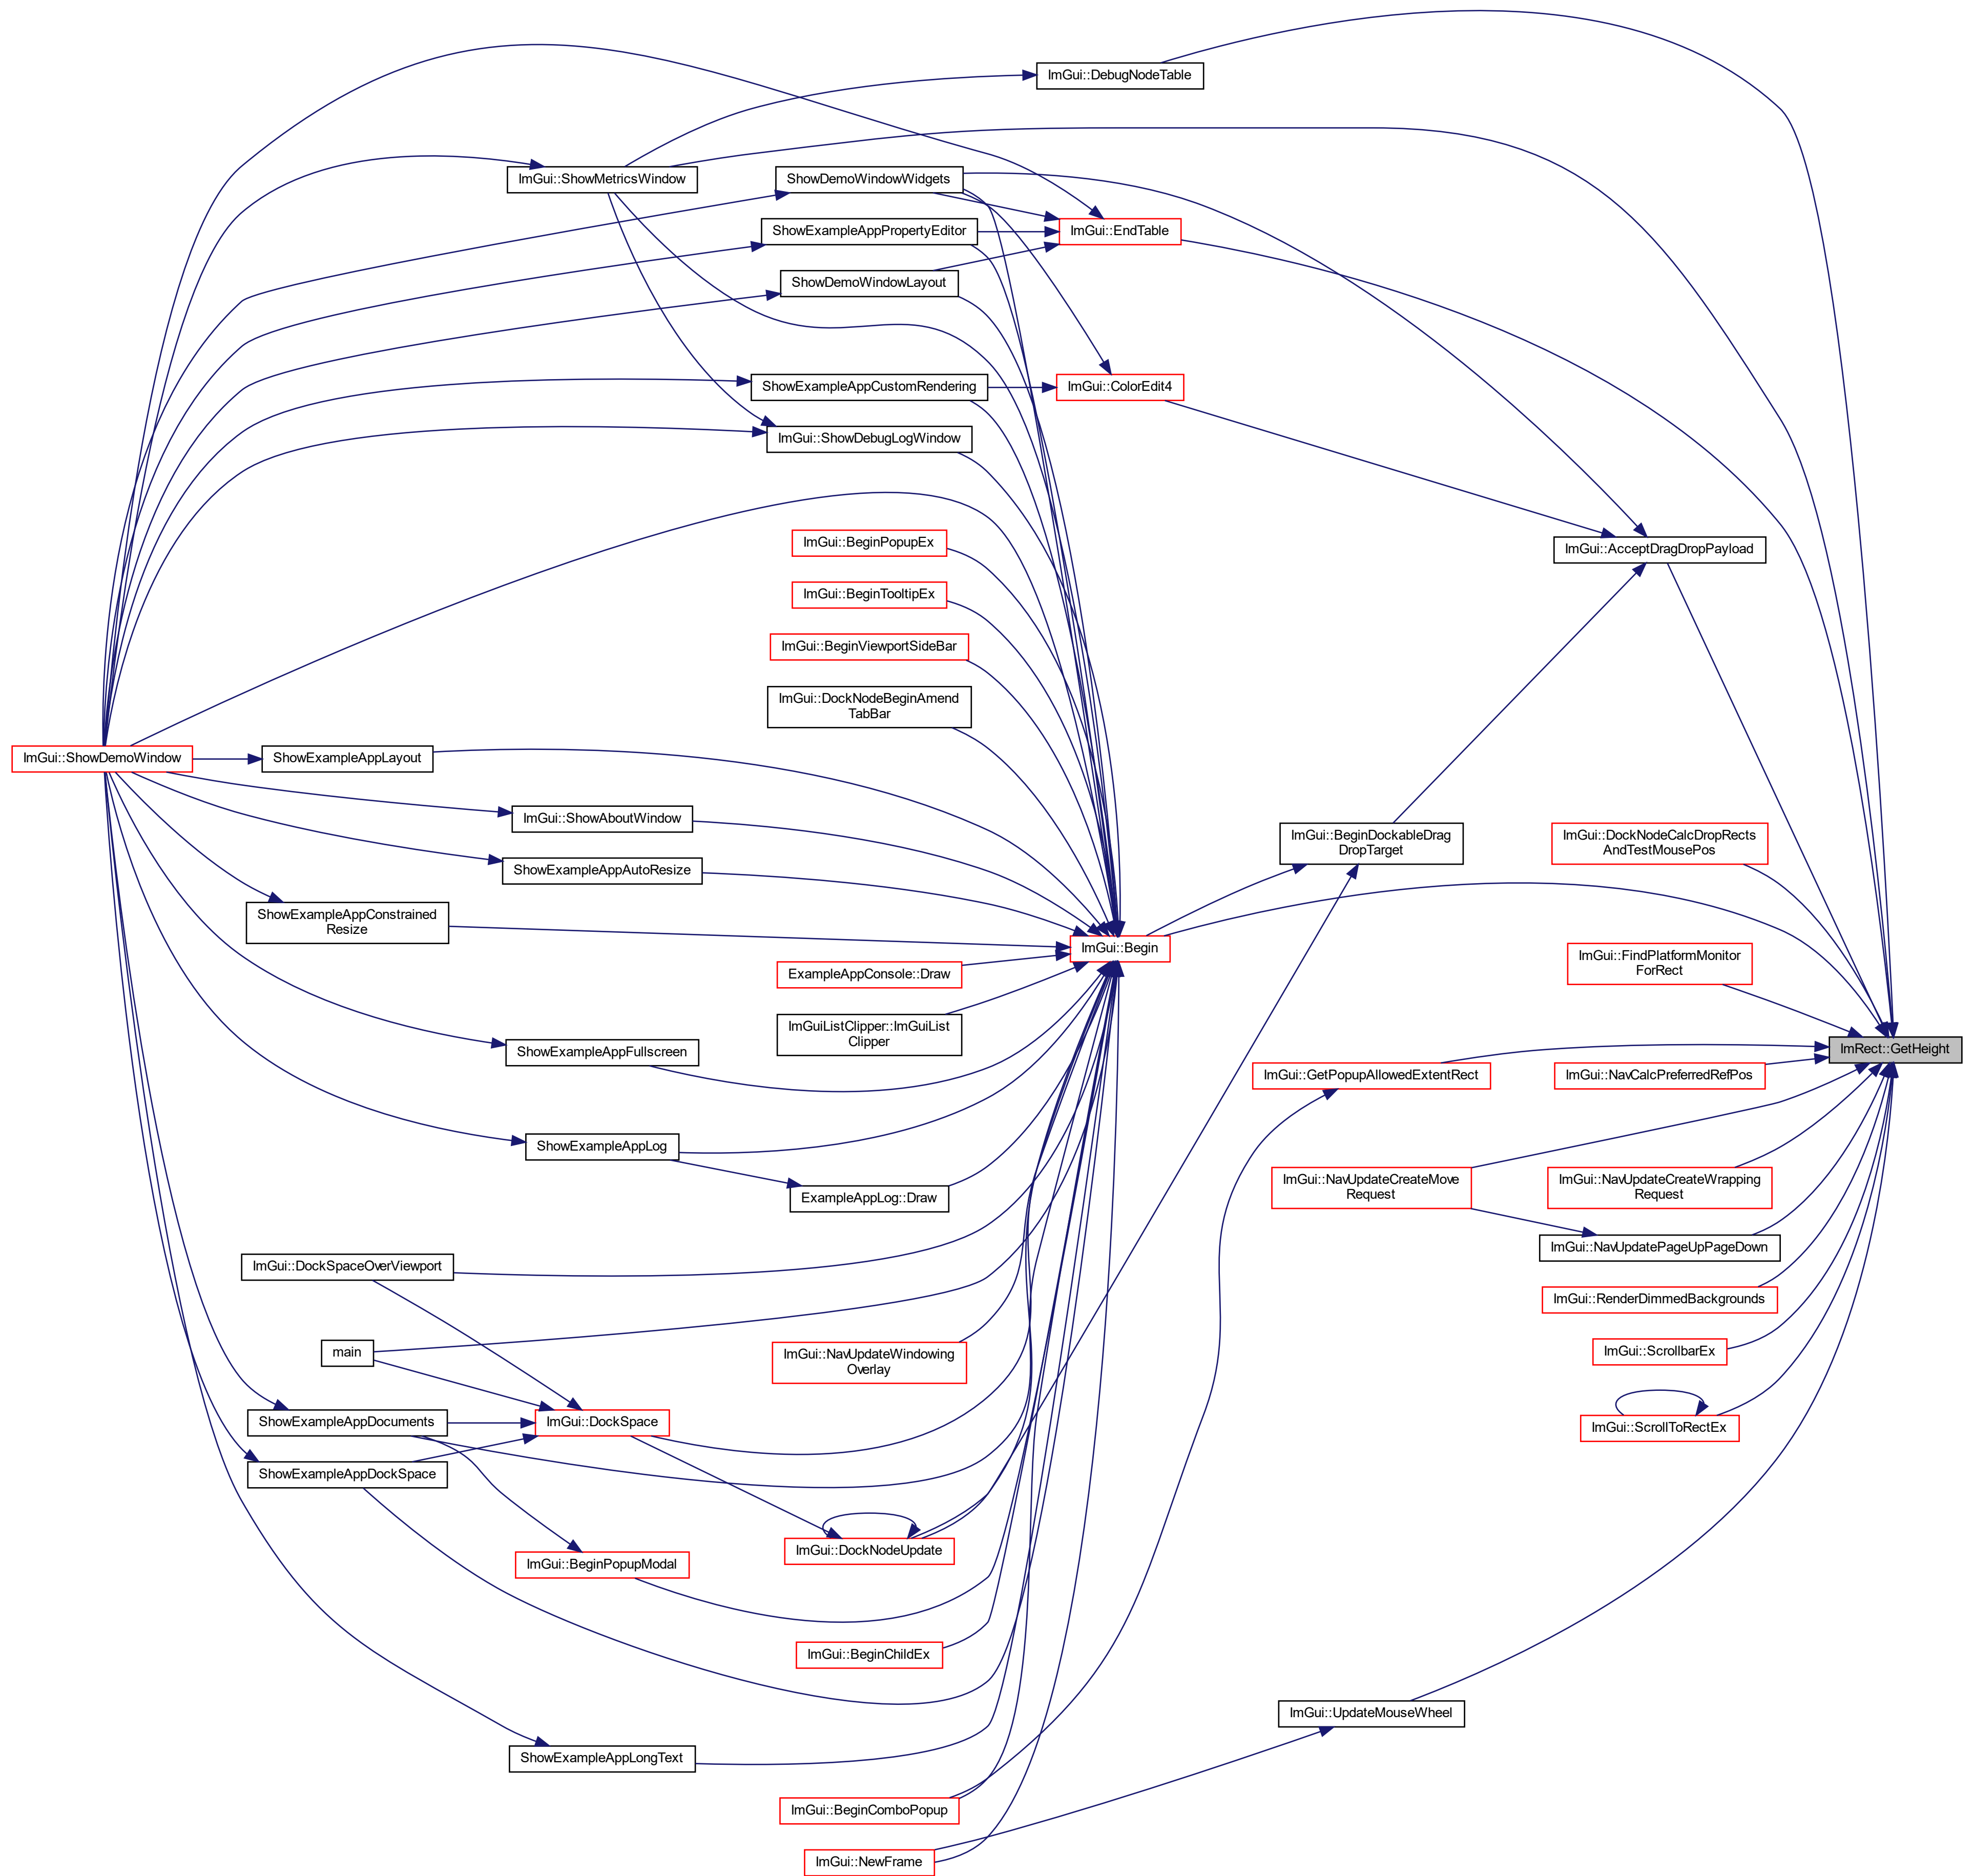 ImGui::DebugNodeTable
ImGui::ShowMetricsWindow
ShowDemoWindowWidgets
ShowExampleAppPropertyEditor
ImGui::EndTable
ShowDemoWindowLayout
ShowExampleAppCustomRendering
ImGui::ColorEdit4
ImGui::ShowDebugLogWindow
ImGui::BeginPopupEx
ImGui::AcceptDragDropPayload
ImGui::BeginTooltipEx
ImGui::BeginViewportSideBar
ImGui::DockNodeBeginAmend
TabBar
ImGui::ShowDemoWindow
ShowExampleAppLayout
ImGui::ShowAboutWindow
ImGui::BeginDockableDrag
DropTarget
ImGui::DockNodeCalcDropRects
AndTestMousePos
ShowExampleAppAutoResize
ShowExampleAppConstrained
Resize
ImGui::Begin
ImGui::FindPlatformMonitor
ForRect
ExampleAppConsole::Draw
ImGuiListClipper::ImGuiList
Clipper
ShowExampleAppFullscreen
ImRect::GetHeight
ImGui::GetPopupAllowedExtentRect
ImGui::NavCalcPreferredRefPos
ShowExampleAppLog
ExampleAppLog::Draw
ImGui::NavUpdateCreateMove
Request
ImGui::NavUpdateCreateWrapping
Request
ImGui::NavUpdatePageUpPageDown
ImGui::DockSpaceOverViewport
ImGui::RenderDimmedBackgrounds
main
ImGui::NavUpdateWindowing
Overlay
ImGui::ScrollbarEx
ShowExampleAppDocuments
ImGui::DockSpace
ImGui::ScrollToRectEx
ShowExampleAppDockSpace
ImGui::DockNodeUpdate
ImGui::BeginPopupModal
ImGui::BeginChildEx
ImGui::UpdateMouseWheel
ShowExampleAppLongText
ImGui::BeginComboPopup
ImGui::NewFrame